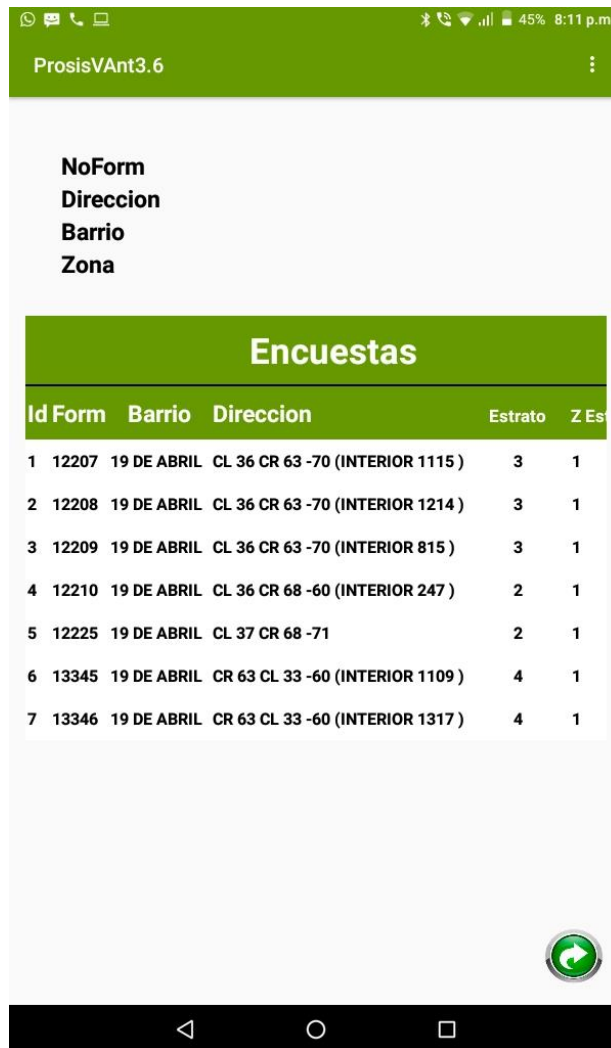 45% 8:11 p.m
ProsisVAnt3.6
NoForm
Direccion
Barrio
Zona
Encuestas
Id Form Barrio Direccion Estrato Z Est
1 12207 19 DE ABRIL CL 36 CR 63 -70 (INTERIOR 1115 ) 3 1
2 12208 19 DE ABRIL CL 36 CR 63 -70 (INTERIOR 1214 ) 3 1
3 12209 19 DE ABRIL CL 36 CR 63 -70 (INTERIOR 815 ) 3 1
4 12210 19 DE ABRIL CL 36 CR 68 -60 (INTERIOR 247 ) 2 1
5 12225 19 DE ABRIL CL 37 CR 68 -71 2 1
6 13345 19 DE ABRIL CR 63 CL 33 -60 (INTERIOR 1109 ) 4 1
7 13346 19 DE ABRIL CR 63 CL 33 -60 (INTERIOR 1317 ) 4 1